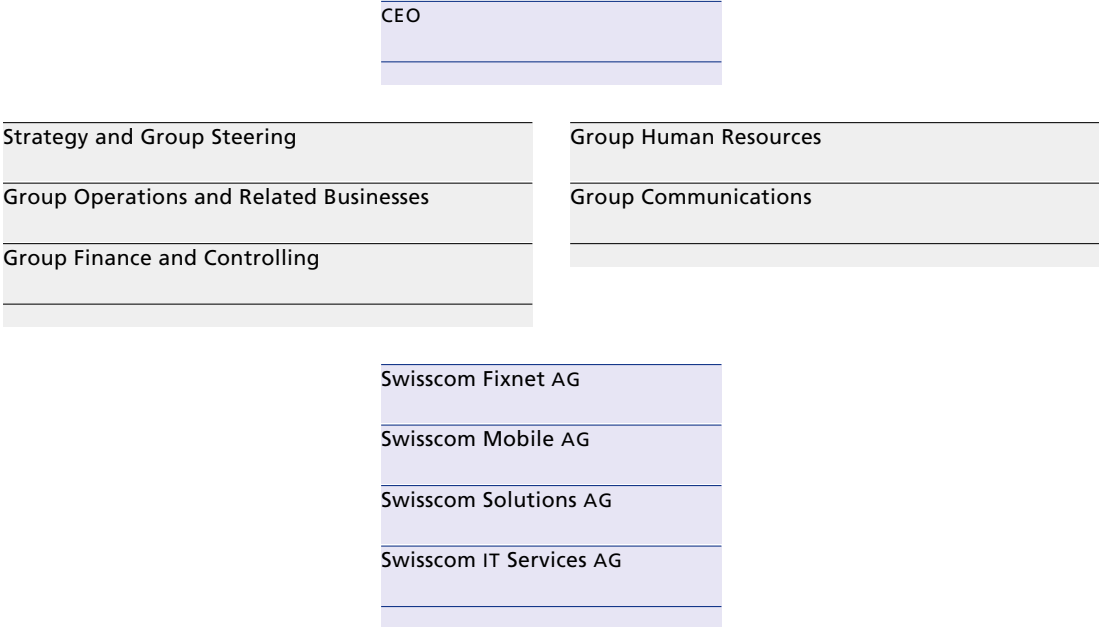 CEO
Strategy and Group Steering
Group Operations and Related Businesses
Group Finance and Controlling
Group Human Resources
Group Communications
Swisscom Fixnet AG
Swisscom Mobile AG
Swisscom Solutions AG
Swisscom IT Services AG